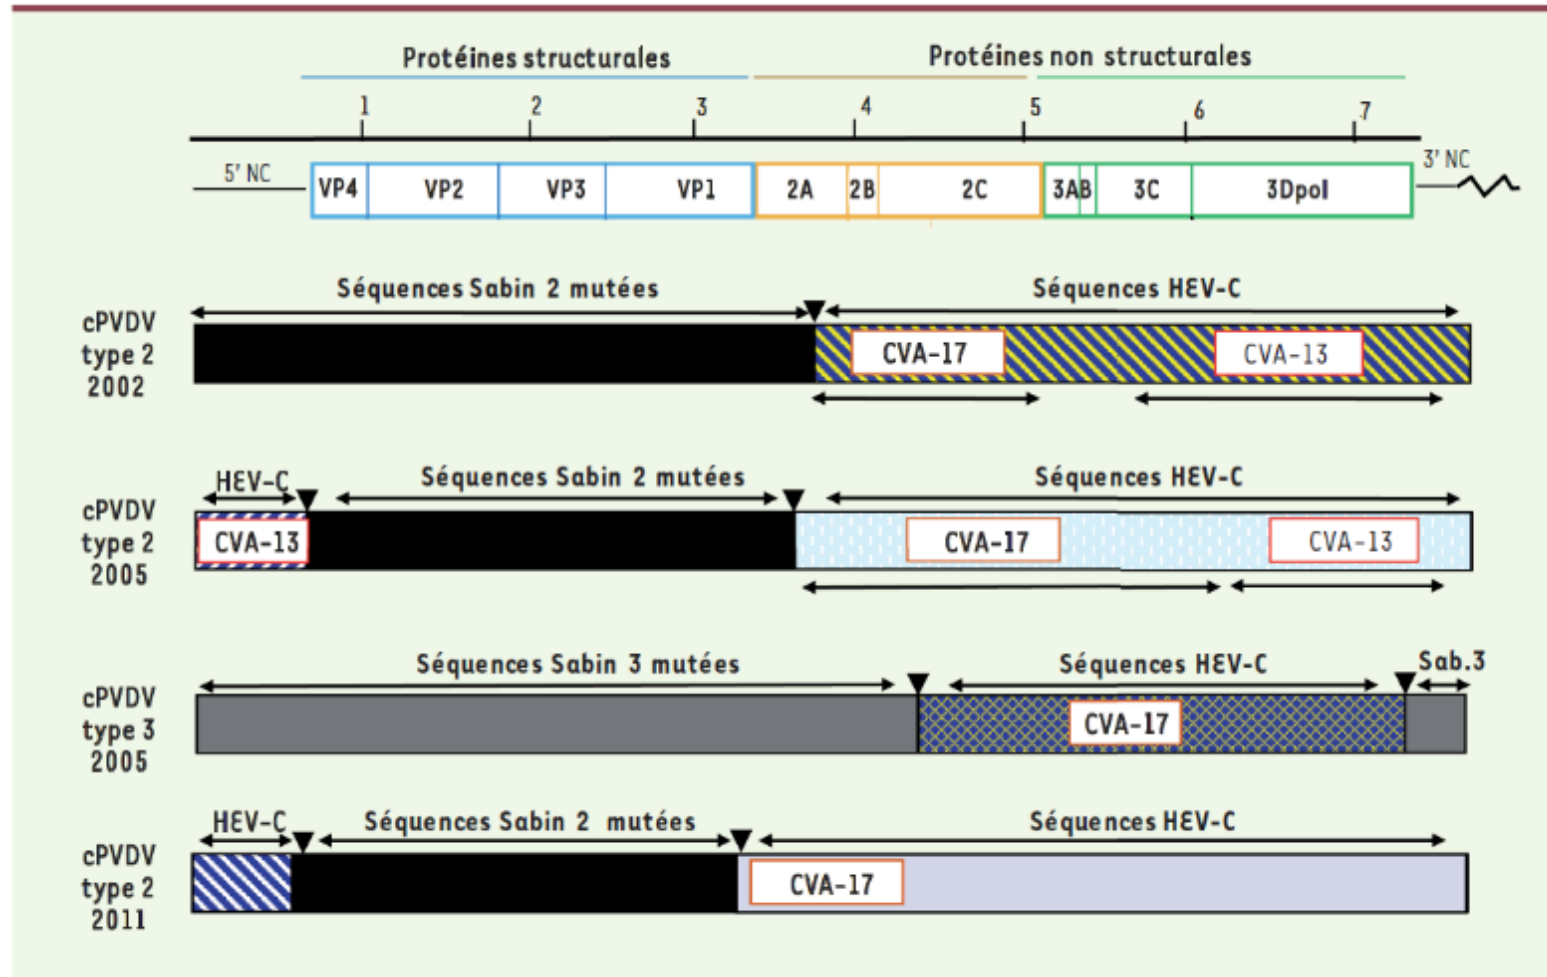 Protéines structurales Protéines non structurales
1 2 3 4 5 6 7
5' NC VP4 VP2 VP3 VP1 2A 2B 2C 3AB 3C 3Dpol 3' NC
Séquences Sabin 2 mutées Séquences HEV-C
cPVDV
type 2
2002
CVA-17 CVA-13
HEV-C Séquences Sabin 2 mutées Séquences HEV-C
cPVDV
type 2
2005
CVA-13 CVA-17 CVA-13
Séquences Sabin 3 mutées Séquences HEV-C Sab.3
cPVDV
type 3
2005
CVA-17
HEV-C Séquences Sabin 2 mutées Séquences HEV-C
cPVDV
type 2
2011
CVA-17